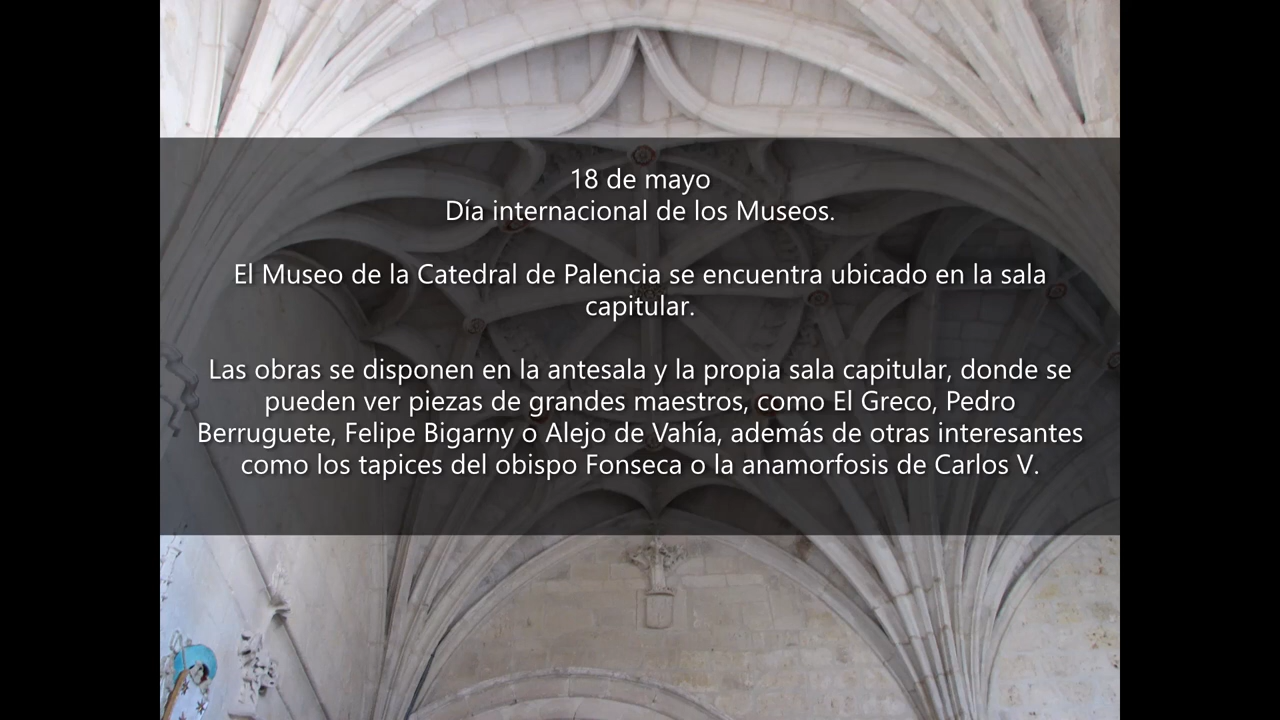 18 de mayo
Día internacional de los Museos.
El Museo de la Catedral de Palencia se encuentra ubicado en la sala
capitular.
Las obras se disponen en la antesala y la propia sala capitular, donde se
pueden ver piezas de grandes maestros, como El Greco, Pedro
Berruguete, Felipe Bigarny o Alejo de Vahía, además de otras interesantes
como los tapices del obispo Fonseca o la anamorfosis de Carlos V.